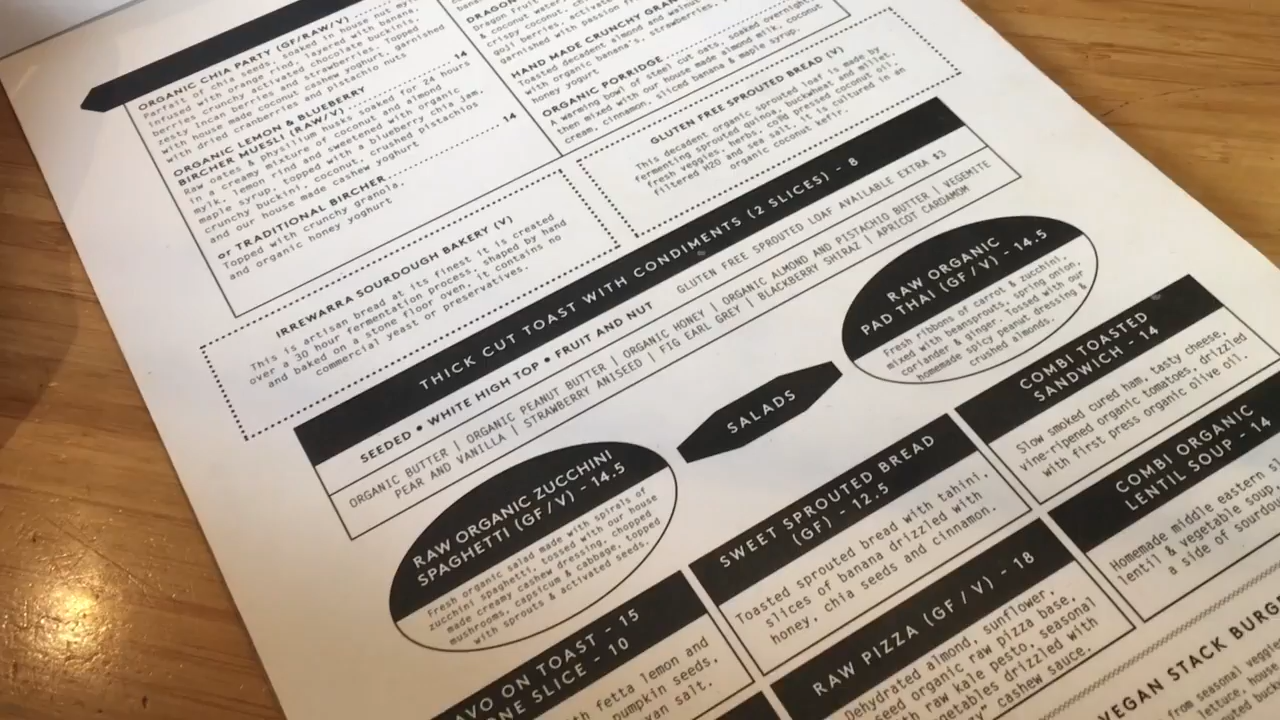 ORGANIC CHIA PARTY (GF/RAW/V)
Parfait of chia seeds, soaked in house nut
infused with orange rind, layered with banana,
berries, crunchy activated chocolate buckinis,
zesty incan berries and strawberries. Topped
with house made coconut cashew yoghurt, garnished
with dried cranberries and pistachio nuts
ORGANIC LEMON & BLUEBERRY
BIRCHER MUESLI (RAW/V) 14
Raw oates & physilium husks soaked for 24 hours
in a creamy mixture of coconut and almond
mylk, lemon rind and sweetened with organic
maple syrup, topped with a blueberry chia jam,
crunchy buckini, coconut, crushed pistachios
and our house made cashew yoghurt
or TRADITIONAL BIRCHER 14
Topped with crunchy granola,
and organic honey yoghurt
DRAGON
Dragon fruit
& coconut water
crispy coconut,
goji berries,
garnished with passion
HAND MADE CRUNCHY
Toasted decadent almond and
with organic banana's, strawberries,
honey yogurt
ORGANIC PORRIDGE
A warming bowl of steel cut oats soaked overnight,
then mixed with our house made almond milk, coconut
cream, cinnamon, sliced banana & maple syrup.
IRREWARRA SOURDOUGH BAKERY (V)
This is artisan bread at its finest it is created
over a 30 hour fermentation process, shaped by hand
and baked on a stone floor oven, it contains no
commercial yeast or preservatives.
GLUTEN FREE SPROUTED BREAD (V)
This decadent organic sprouted loaf is made by
fermenting sprouted quinoa, buckwheat and millet,
fresh veggies, herbs, cold pressed coconut oil,
filtered H2O and sea salt, it is cultured in an
organic coconut kefir.
THICK CUT TOAST WITH CONDIMENTS (2 SLICES) - 8
SEEDED • WHITE HIGH TOP • FRUIT AND NUT GLUTEN FREE SPROUTED LOAF AVAILABLE EXTRA $3
ORGANIC BUTTER | ORGANIC PEANUT BUTTER | ORGANIC HONEY | ORGANIC ALMOND AND PISTACHIO BUTTER | VEGEMITE
PEAR AND VANILLA | STRAWBERRY ANISEED | FIG EARL GREY | BLACKBERRY SHIRAZ | APRICOT CARDAMOM
RAW ORGANIC
PAD THAI (GF / V) - 14.5
Fresh ribbons of carrot & zucchini,
mixed with beansprouts, spring onion,
coriander & ginger. Tossed with our
homemade spicy peanut dressing &
crushed almonds.
SALADS
RAW ORGANIC ZUCCHINI
SPAGHETTI (GF / V) - 14.5
Fresh organic salad made with spirals of
zucchini spaghetti, tossed with our house
made creamy cashew dressing, chopped
mushrooms, capsicum & cabbage, topped
with sprouts & activated seeds.
COMBI TOASTED
SANDWICH - 14
Slow smoked cured ham, tasty cheese,
vine-ripened organic tomatoes, drizzled
with first press organic olive oil.
SWEET SPROUTED BREAD
(GF) - 12.5
Toasted sprouted bread with tahini,
slices of banana drizzled with
honey, chia seeds and cinnamon.
COMBI ORGANIC
LENTIL SOUP - 14
Homemade middle eastern
lentil & vegetable soup,
a side of
AVO ON TOAST - 15
ONE SLICE - 10
fetta lemon and
pumpkin seeds,
salt.
RAW PIZZA (GF / V) - 18
Dehydrated almond, sunflower,
seed organic raw pizza base,
with raw kale pesto, seasonal
vegetables drizzled with
cashew sauce.
VEGAN STACK
from seasonal
lettuce,